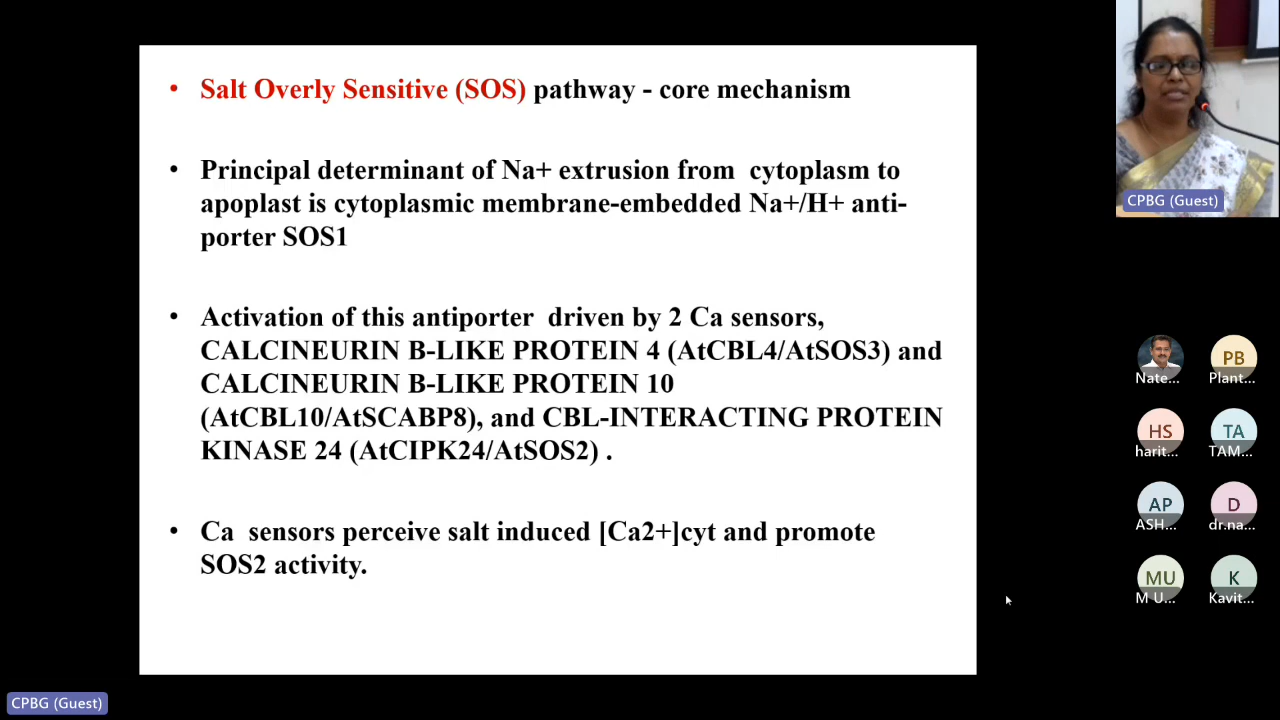 • Salt Overly Sensitive (SOS) pathway - core mechanism
• Principal determinant of Na+ extrusion from cytoplasm to
apoplast is cytoplasmic membrane-embedded Na+/H+ anti-
porter SOS1
• Activation of this antiporter driven by 2 Ca sensors,
CALCINEURIN B-LIKE PROTEIN 4 (AtCBL4/AtSOS3) and
CALCINEURIN B-LIKE PROTEIN 10
(AtCBL10/AtSCABP8), and CBL-INTERACTING PROTEIN
KINASE 24 (AtCIPK24/AtSOS2) .
• Ca sensors perceive salt induced [Ca2+]cyt and promote
SOS2 activity.
CPBG (Guest)
Nate...
PB
Plant...
HS
harit...
TA
TAM...
AP
ASH...
D
dr.na...
MU
M U...
K
Kavit...
CPBG (Guest)